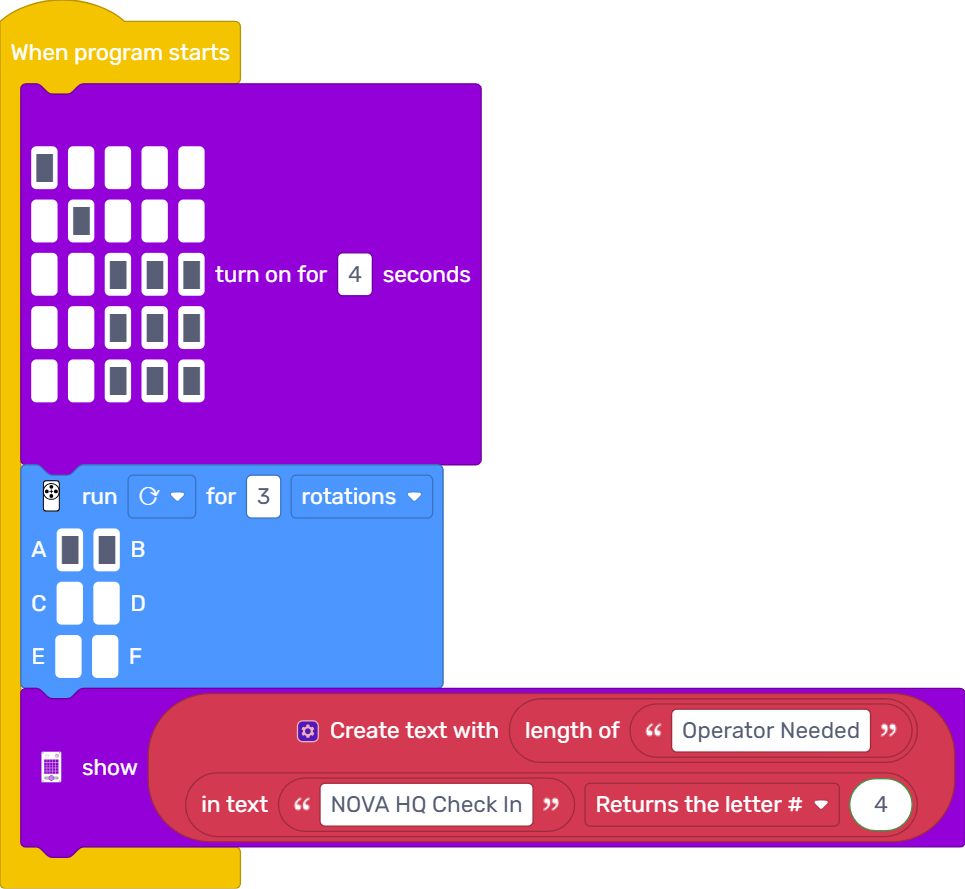 When program starts
turn on for 4 seconds
run for 3 rotations
A B
C D
E F
Create text with length of “ Operator Needed ”
show
in text “ NOVA HQ Check In ” Returns the letter # 4